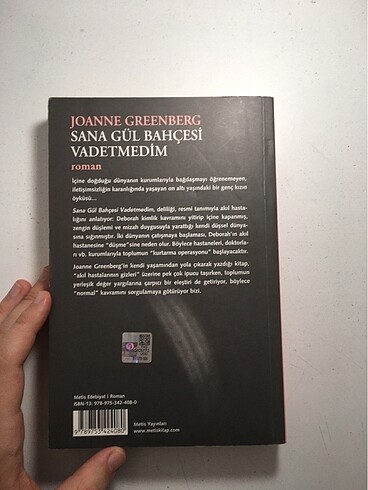 JOANNE GREENBERG
SANA GÜL BAHÇESİ
VADETMEDİM
roman
İçine doğduğu dünyanın kurumlarıyla bağdaşmayı öğrenemeyen,
iletişimsizliğin karanlığında yaşayan on altı yaşındaki bir genç kızın
öyküsü...
Sana Gül Bahçesi Vadetmedim, deliliği, resmi tanımıyla akıl hasta-
lığını anlatıyor: Deborah kimlik kavramını yitirip içine kapanmış,
zengin düşlemi ve mizah duygusuyla yarattığı kendi düşsel dünya-
sına sığınmıştır. İki dünyanın çatışmaya başlaması, Deborah'ın akıl
hastanesine "düşme"sine neden olur. Böylece hastaneleri, doktorla-
rı vb. kurumlarıyla toplumun "kurtarma operasyonu" başlayacaktır.
Joanne Greenberg'in kendi yaşamından yola çıkarak yazdığı kitap,
"akıl hastalarının gizleri" üzerine pek çok ipucu taşırken, toplumun
yerleşik değer yargılarına çarpıcı bir eleştiri de getiriyor, böylece
"normal" kavramını sorgulamaya götürüyor bizi.
Metis Edebiyat / Roman
ISBN-13: 978-975-342-408-0
9 789753 424080
Metis Yayınları
www.metiskitap.com